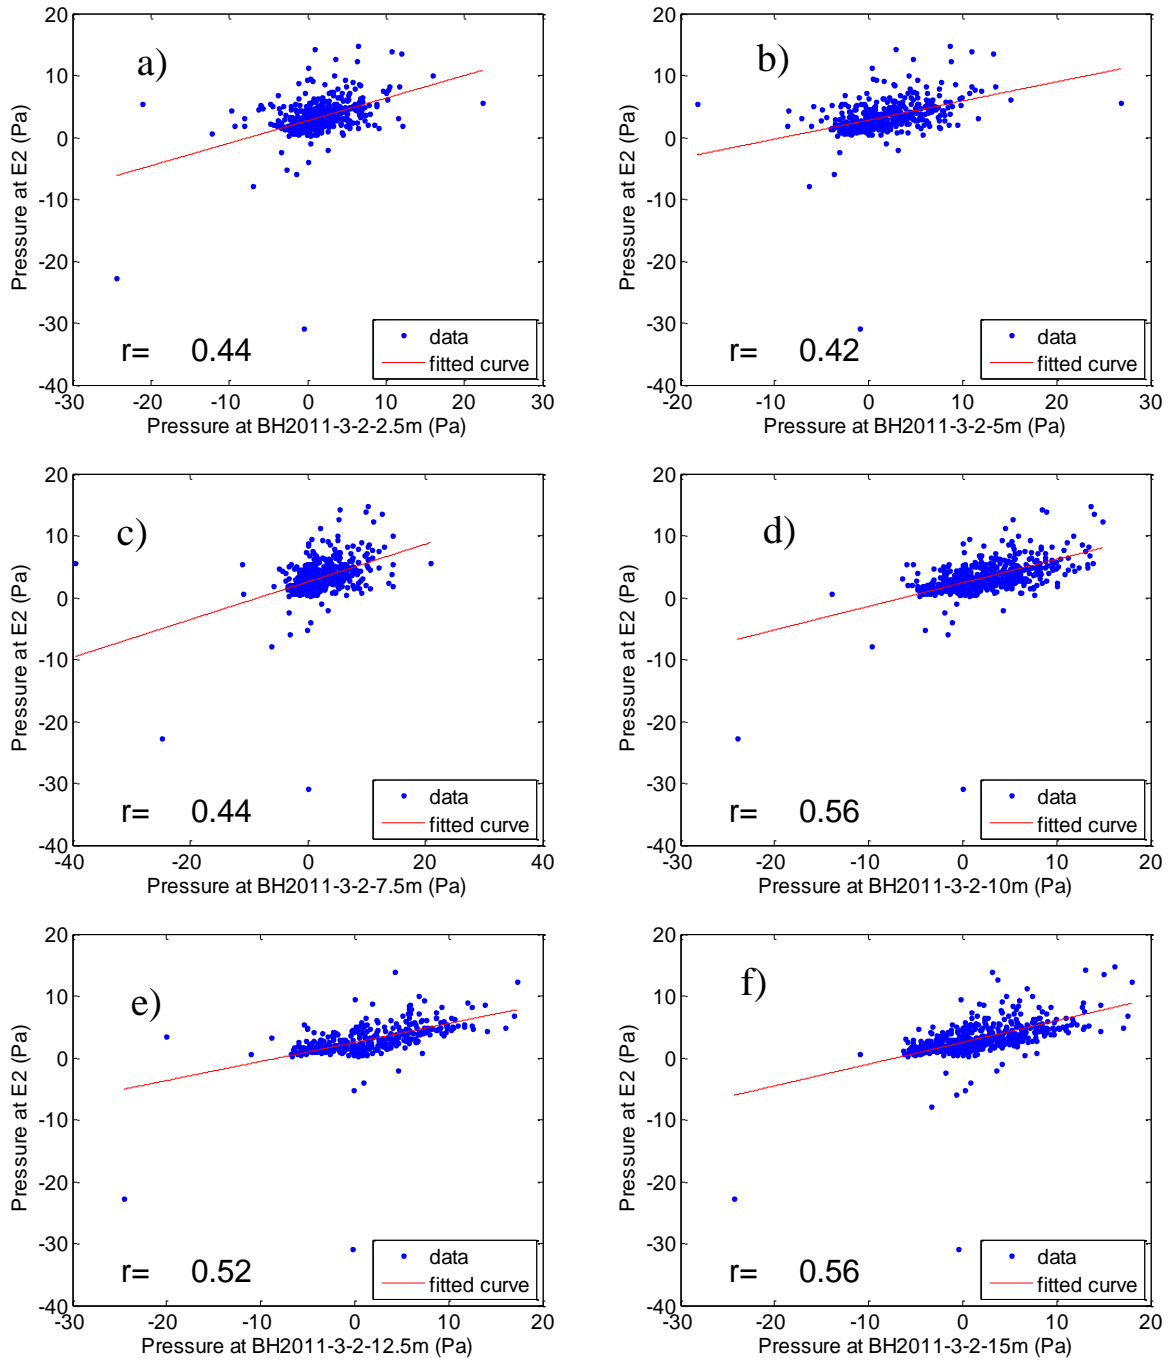 20
10
0
-10
-20
-30
-40
-30
-20
-10
0
10
20
30
Pressure at E2 (Pa)
Pressure at BH2011-3-2-2.5m (Pa)
a)
r= 0.44
data
fitted curve
20
10
0
-10
-20
-30
-40
-20
-10
0
10
20
30
Pressure at E2 (Pa)
Pressure at BH2011-3-2-5m (Pa)
b)
r= 0.42
data
fitted curve
20
10
0
-10
-20
-30
-40
-40
-20
0
20
40
Pressure at E2 (Pa)
Pressure at BH2011-3-2-7.5m (Pa)
c)
r= 0.44
data
fitted curve
20
10
0
-10
-20
-30
-40
-30
-20
-10
0
10
20
Pressure at E2 (Pa)
Pressure at BH2011-3-2-10m (Pa)
d)
r= 0.56
data
fitted curve
20
10
0
-10
-20
-30
-40
-30
-20
-10
0
10
20
Pressure at E2 (Pa)
Pressure at BH2011-3-2-12.5m (Pa)
e)
r= 0.52
data
fitted curve
20
10
0
-10
-20
-30
-40
-30
-20
-10
0
10
20
Pressure at E2 (Pa)
Pressure at BH2011-3-2-15m (Pa)
f)
r= 0.56
data
fitted curve